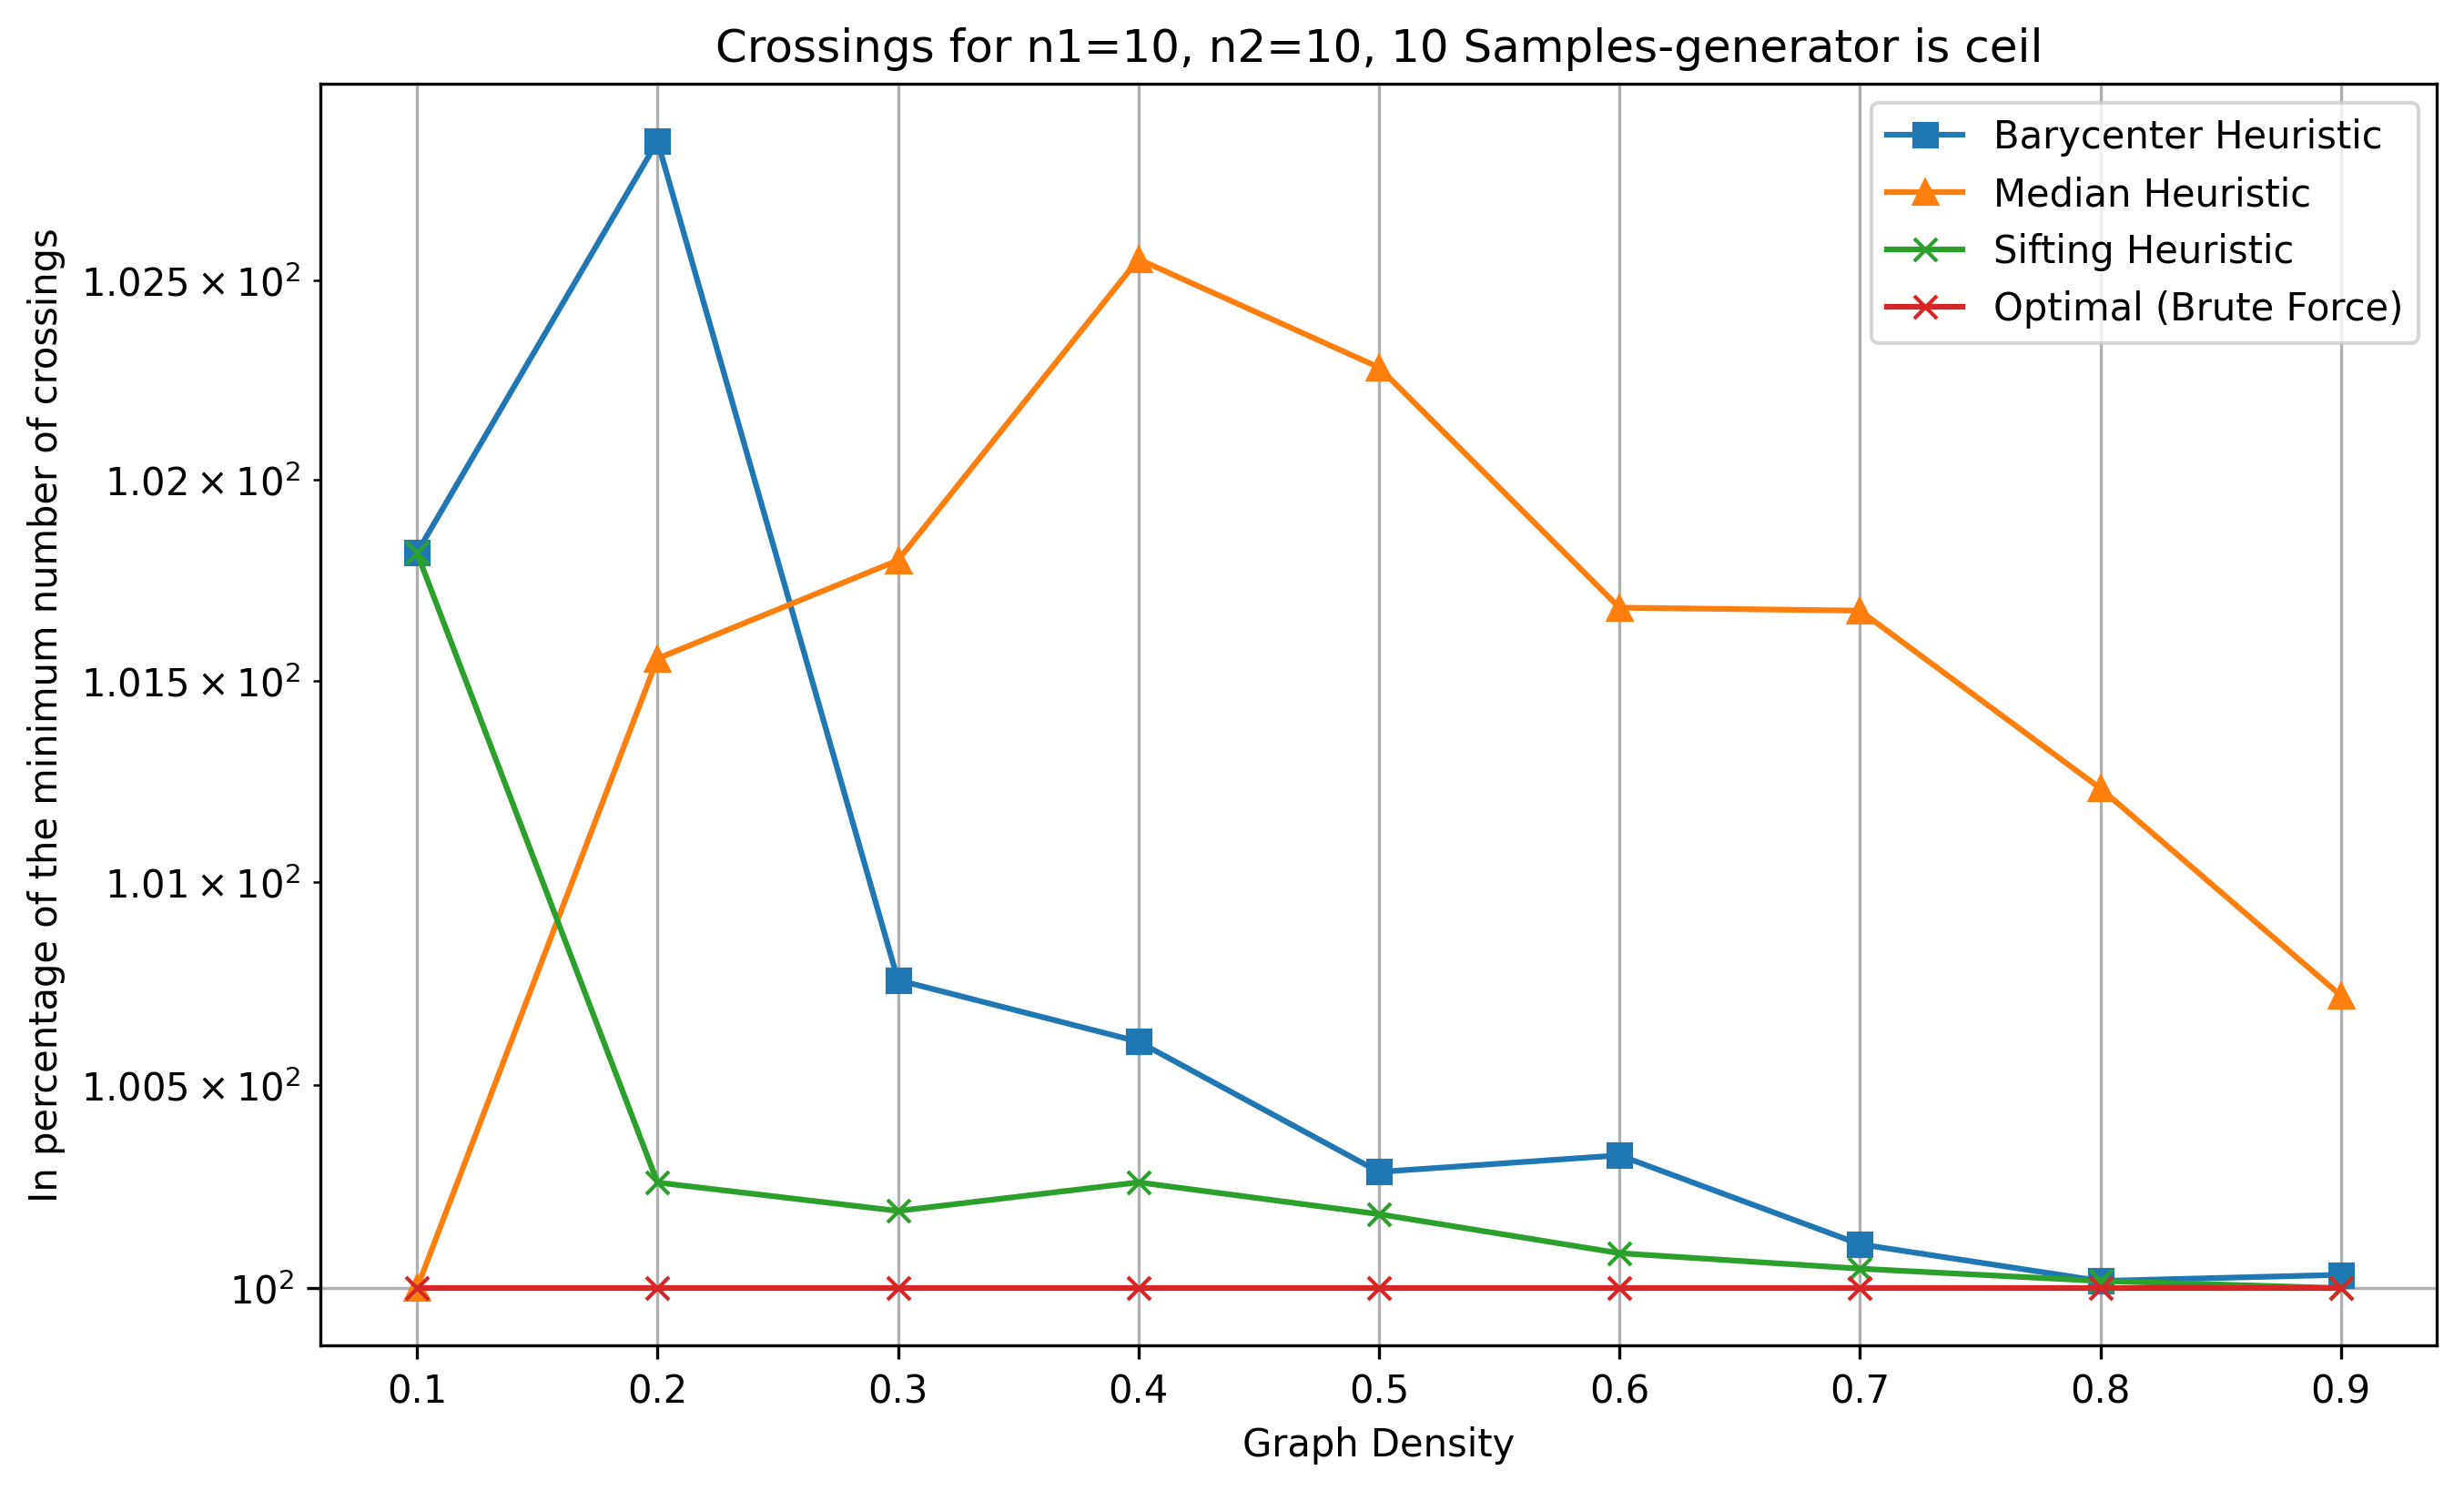 Crossings for n1=10, n2=10, 10 Samples-generator is ceil
In percentage of the minimum number of crossings
1.025 × 10²
1.02 × 10²
1.015 × 10²
1.01 × 10²
1.005 × 10²
10²
Barycenter Heuristic
Median Heuristic
Sifting Heuristic
Optimal (Brute Force)
0.1 0.2 0.3 0.4 0.5 0.6 0.7 0.8 0.9
Graph Density